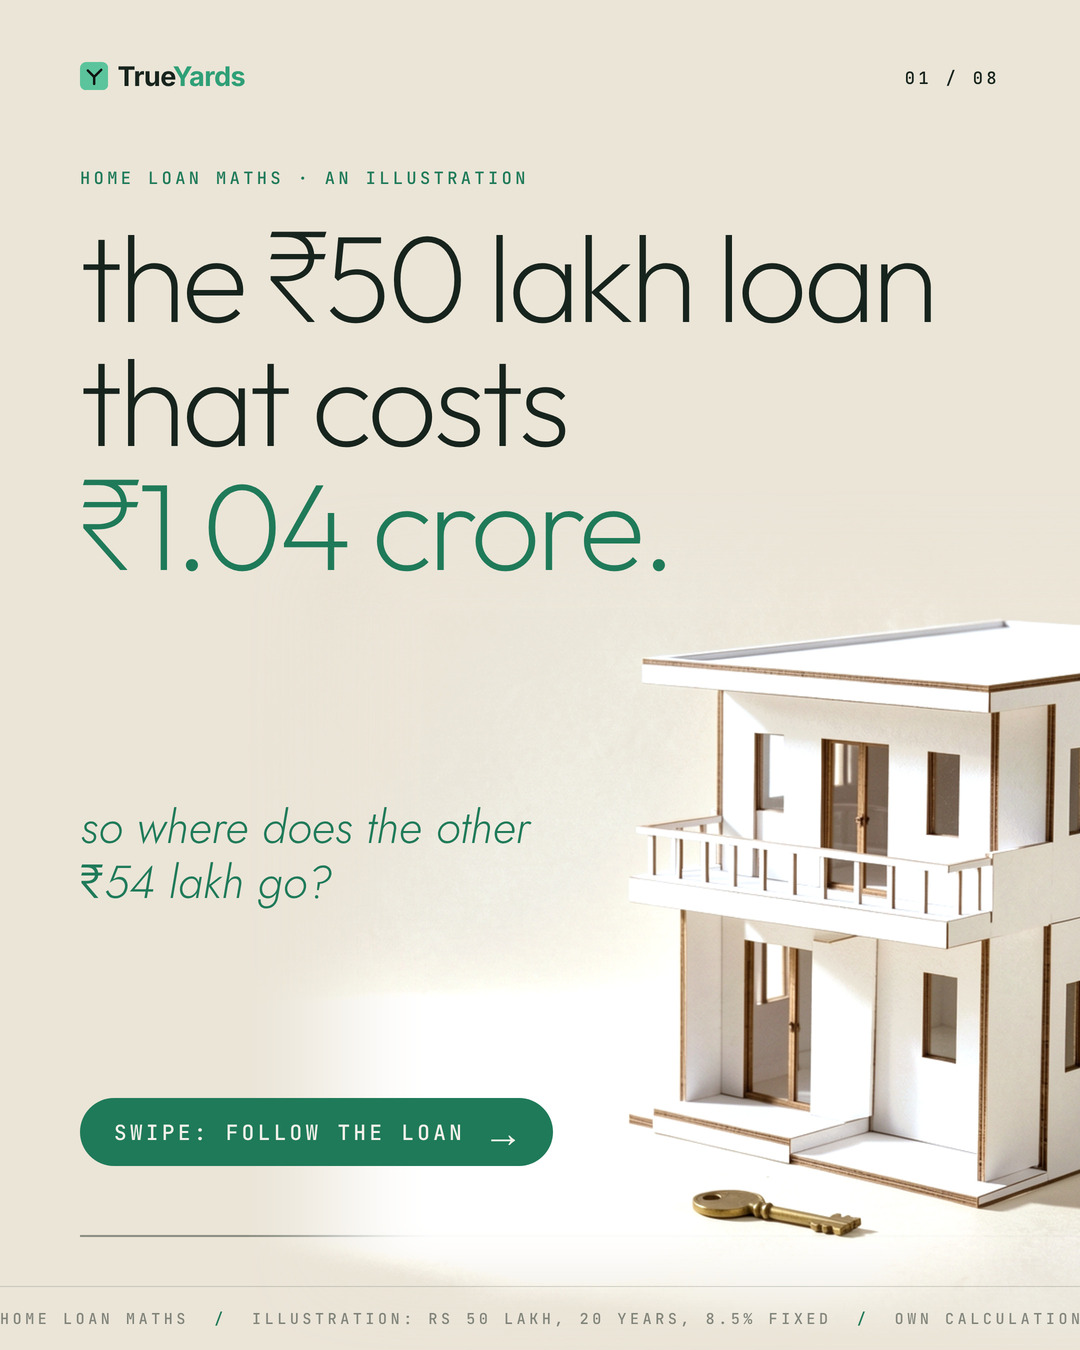 TrueYards
01 / 08
HOME LOAN MATHS · AN ILLUSTRATION
the ₹50 lakh loan
that costs
₹1.04 crore.
so where does the other
₹54 lakh go?
SWIPE: FOLLOW THE LOAN →
HOME LOAN MATHS / ILLUSTRATION: RS 50 LAKH, 20 YEARS, 8.5% FIXED / OWN CALCULATION